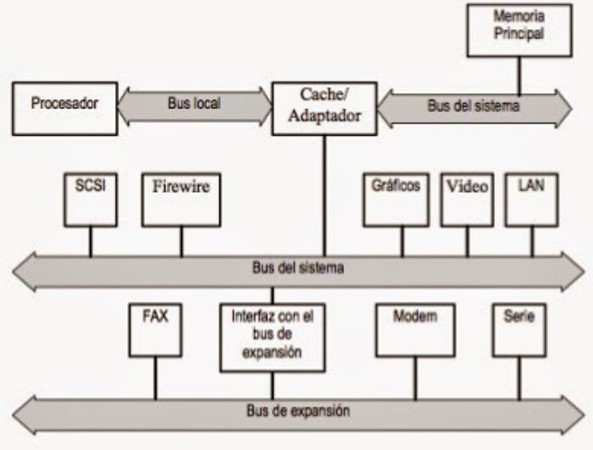 Memoria
Principal
Procesador
Bus local
Cache/
Adaptador
Bus del sistema
SCSI
Firewire
Gráficos
Video
LAN
Bus del sistema
FAX
Interfaz con el
bus de
expansión
Modem
Serie
Bus de expansión